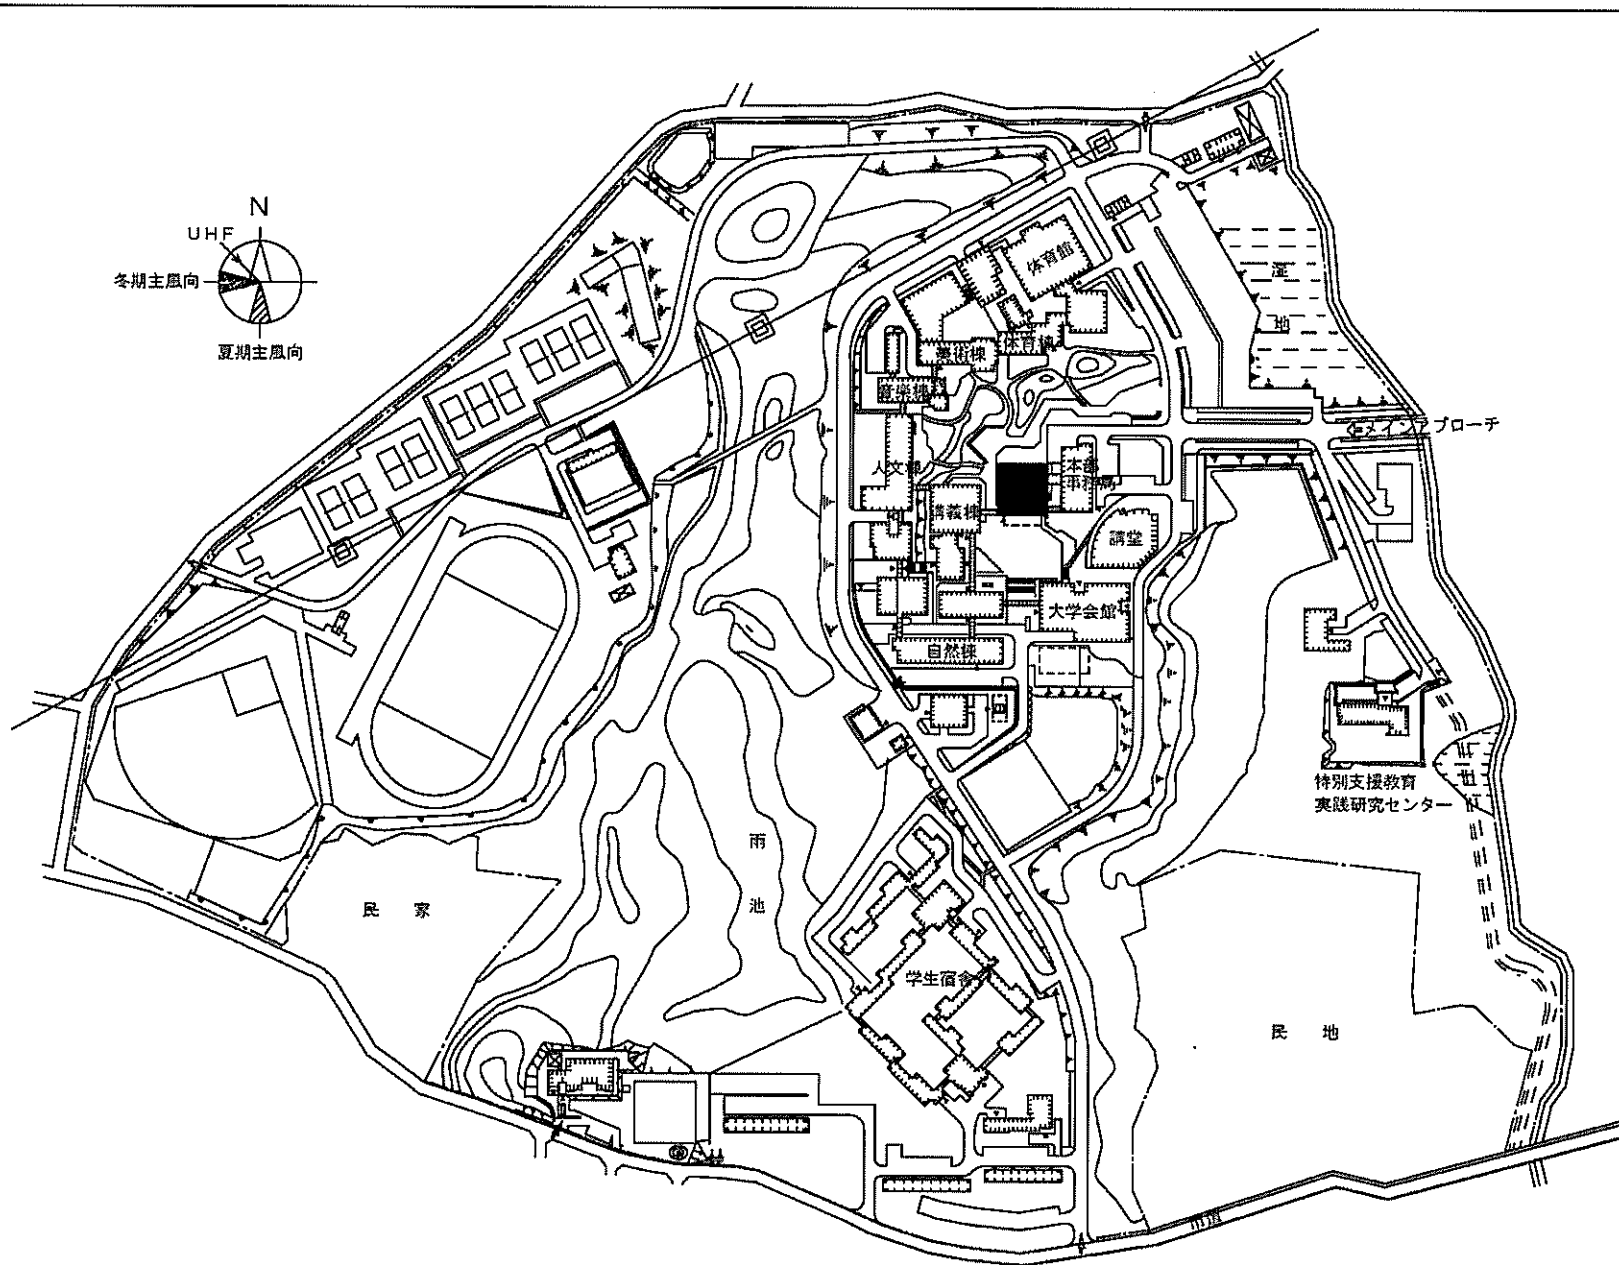 N
UHF
冬期主風向
夏期主風向
体育館
体育棟
美術棟
音楽棟
湿
地
メインアプローチ
人文棟
本部
事務局
講義棟
講堂
大学会館
自然棟
特別支援教育
実践研究センター
雨
池
民 家
学生宿舎
民 地